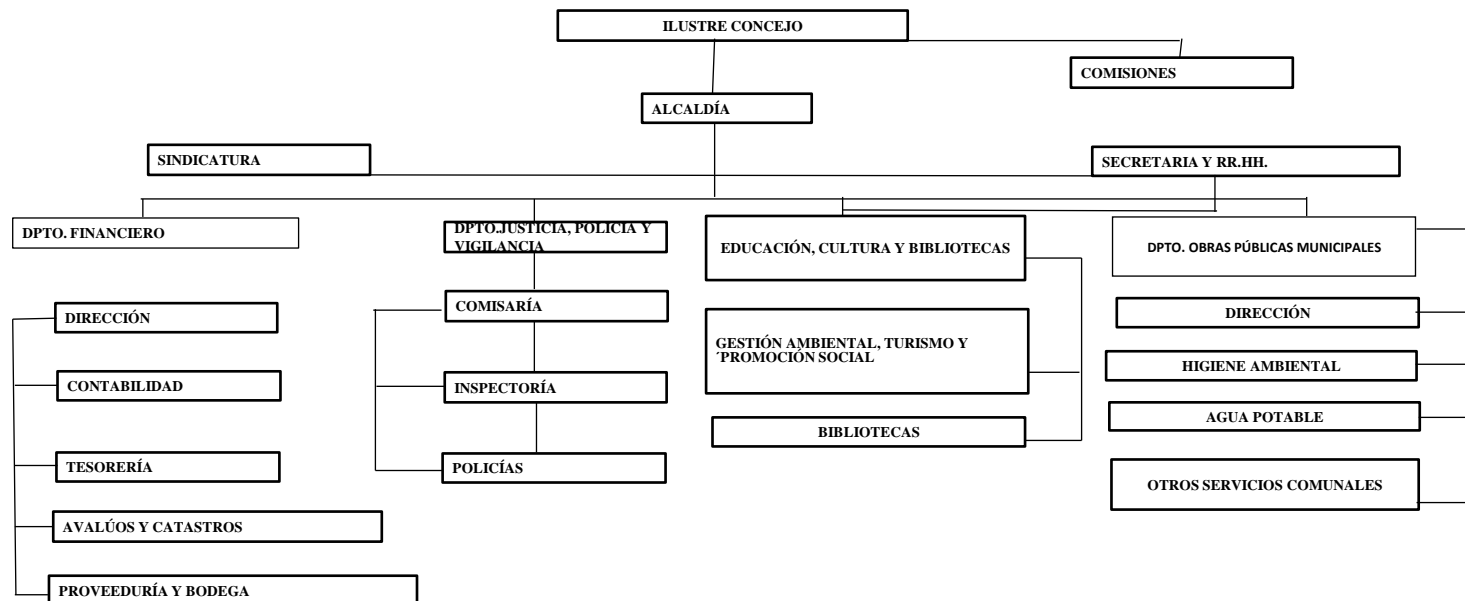 ILUSTRE CONCEJO
COMISIONES
ALCALDÍA
SINDICATURA
SECRETARIA Y RR.HH.
DPTO. FINANCIERO
DPTO.JUSTICIA, POLICIA Y
VIGILANCIA
EDUCACIÓN, CULTURA Y BIBLIOTECAS
DPTO. OBRAS PÚBLICAS MUNICIPALES
DIRECCIÓN
CONTABILIDAD
TESORERÍA
AVALÚOS Y CATASTROS
PROVEEDURÍA Y BODEGA
COMISARÍA
INSPECTORÍA
POLICÍAS
GESTIÓN AMBIENTAL, TURISMO Y
´PROMOCIÓN SOCIAL
BIBLIOTECAS
DIRECCIÓN
HIGIENE AMBIENTAL
AGUA POTABLE
OTROS SERVICIOS COMUNALES